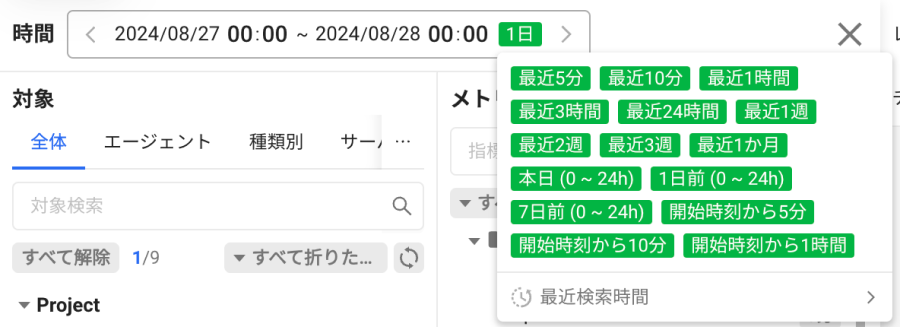 時間 2024/08/27 00:00 ~ 2024/08/28 00:00 1日
対象
全体 エージェント 種類別 サーバ ...
対象検索
すべて解除 1/9 すべて折りた...
Project
メトリ
指標
すべ
最近5分 最近10分 最近1時間
最近3時間 最近24時間 最近1週
最近2週 最近3週 最近1か月
本日 (0 ~ 24h) 1日前 (0 ~ 24h)
7日前 (0 ~ 24h) 開始時刻から5分
開始時刻から10分 開始時刻から1時間
最近検索時間